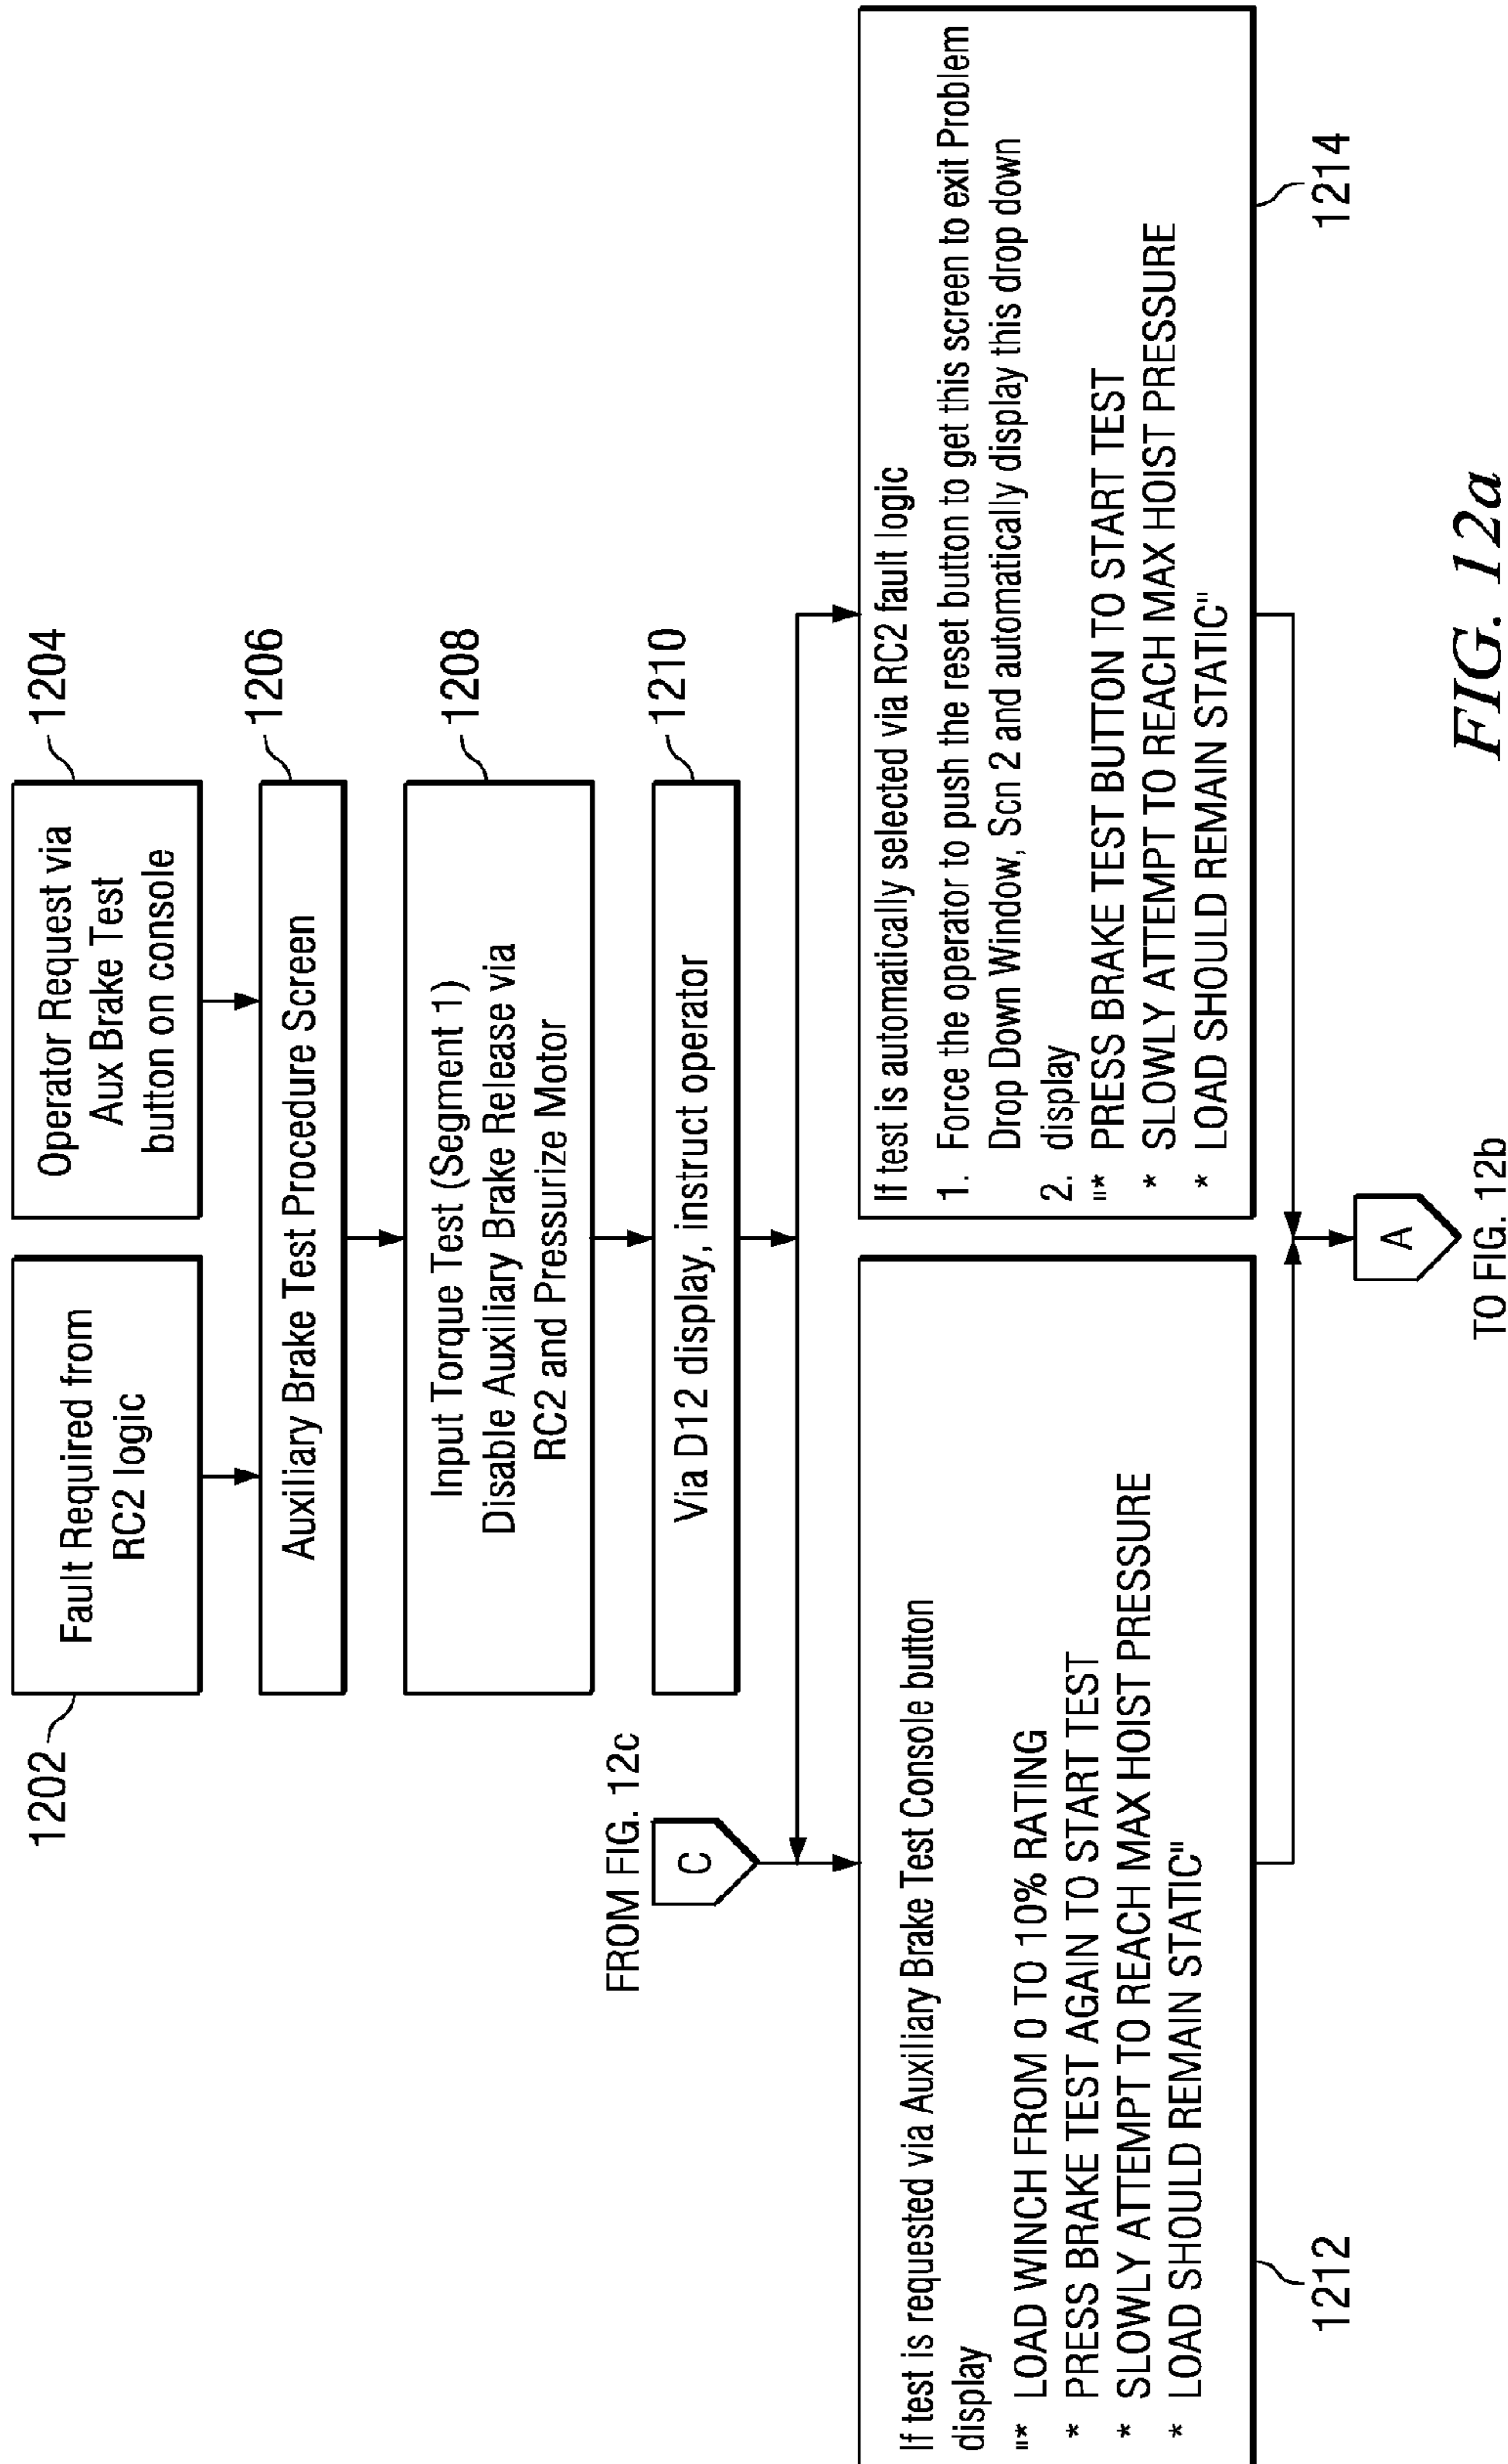 1202
Fault Required from
RC2 logic
Operator Request via
Aux Brake Test
button on console
1204
Auxiliary Brake Test Procedure Screen
1206
Input Torque Test (Segment 1)
Disable Auxiliary Brake Release via
RC2 and Pressurize Motor
1208
Via D12 display, instruct operator
1210
FROM FIG. 12c
C
If test is requested via Auxiliary Brake Test Console button
display
"* LOAD WINCH FROM 0 TO 10% RATING
* PRESS BRAKE TEST AGAIN TO START TEST
* SLOWLY ATTEMPT TO REACH MAX HOIST PRESSURE
* LOAD SHOULD REMAIN STATIC"
1212
If test is automatically selected via RC2 fault logic
1. Force the operator to push the reset button to get this screen to exit Problem
Drop Down Window, Scn 2 and automatically display this drop down
2. display
"* PRESS BRAKE TEST BUTTON TO START TEST
* SLOWLY ATTEMPT TO REACH MAX HOIST PRESSURE
* LOAD SHOULD REMAIN STATIC"
1214
A
TO FIG. 12b
FIG. 12a